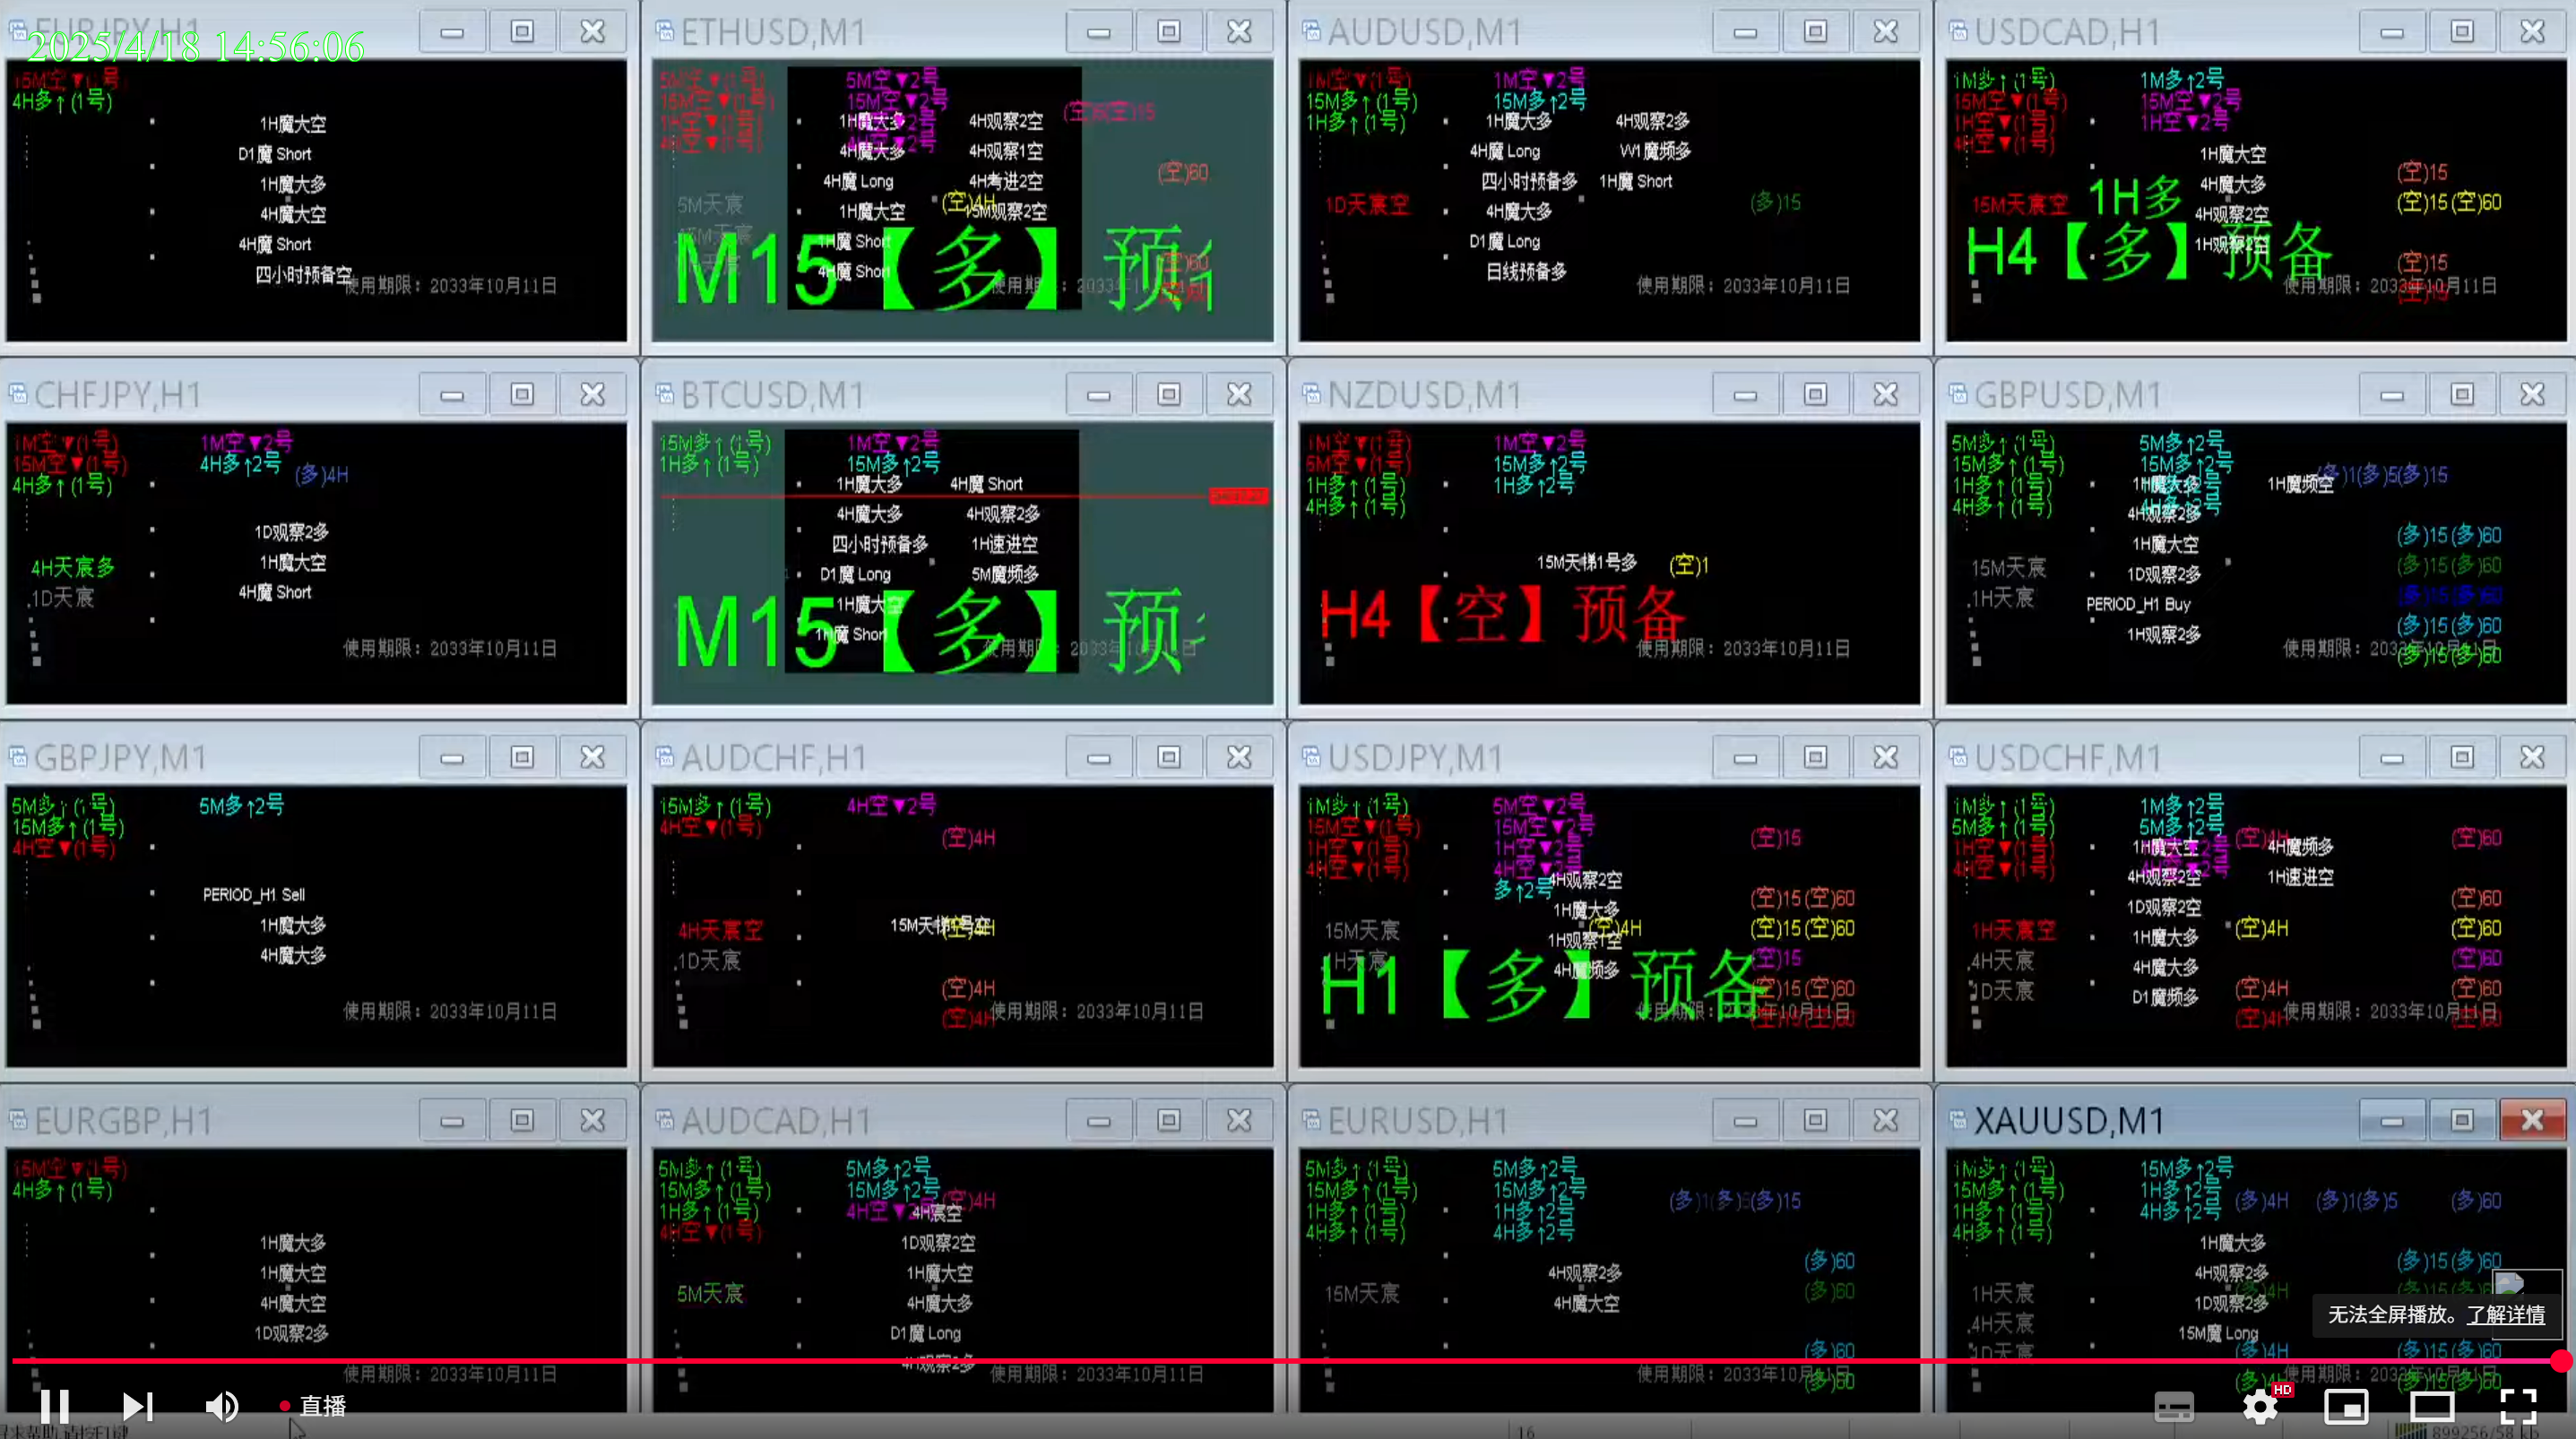 EURJPY,H1
2025/4/18 14:56:06
15M空▼(1号)
4H多↑(1号)
1H魔大空
D1魔 Short
1H魔大多
4H魔大空
4H魔 Short
四小时预备空
使用期限：2033年10月11日
ETHUSD,M1
5M空▼(1号)
15M空▼(1号)
1H空▼(1号)
4H空▼(1号)
5M空▼2号
15M空▼2号
1H魔大多
4H魔大多
4H魔 Long
1H魔大空
1H魔 Short
4H魔 Short
4H观察2空
4H观察1空
4H考进2空
(空)4H
15M观察2空
(空)60
5M天宸
M15【多】预
(空)60
AUDUSD,M1
1M空▼(1号)
15M多↑(1号)
1H多↑(1号)
1M空▼2号
15M多↑2号
1H魔大多
4H观察2多
4H魔 Long
W1魔频多
四小时预备多
1H魔 Short
1D天宸空
4H魔大多
(多)15
D1魔 Long
日线预备多
使用期限：2033年10月11日
USDCAD,H1
1M多↑(1号)
15M空▼(1号)
1H空▼(1号)
4H空▼(1号)
1M多↑2号
15M空▼2号
1H空▼2号
1H魔大空
4H魔大多
4H观察2空
1H观察2空
15M天宸空
1H多
H4【多】预备
(空)15
(空)15(空)60
(空)15
使用期限：2033年10月11日
CHFJPY,H1
1M空▼(1号)
15M空▼(1号)
4H多↑(1号)
1M空▼2号
4H多↑2号
(多)4H
1D观察2多
1H魔大空
4H魔 Short
4H天宸多
1D天宸
使用期限：2033年10月11日
BTCUSD,M1
15M多↑(1号)
1H多↑(1号)
1M空▼2号
15M多↑2号
1H魔大多
4H魔 Short
4H魔大多
4H观察2多
四小时预备多
1H速进空
D1魔 Long
5M魔频多
1H魔大空
1H魔 Short
M15【多】预
NZDUSD,M1
1M空▼(1号)
5M空▼(1号)
1H多↑(1号)
4H多↑(1号)
1M空▼2号
15M多↑2号
1H多↑2号
15M天梯1号多
(空)1
H4【空】预备
使用期限：2033年10月11日
GBPUSD,M1
5M多↑(1号)
15M多↑(1号)
1H多↑(1号)
4H多↑(1号)
5M多↑2号
15M多↑2号
1H魔大多
4H观察2多
1H魔大空
1D观察2多
PERIOD_H1 Buy
1H观察2多
1H魔频空
(多)1(多)5(多)15
15M天宸
1H天宸
(多)15(多)60
(多)15(多)60
(多)15(多)60
(多)15(多)60
(多)15(多)60
使用期限：2033年10月11日
GBPJPY,M1
5M多↑(1号)
15M多↑(1号)
4H空▼(1号)
5M多↑2号
PERIOD_H1 Sell
1H魔大多
4H魔大多
使用期限：2033年10月11日
AUDCHF,H1
15M多↑(1号)
4H空▼(1号)
4H空▼2号
(空)4H
15M天梯1号空
4H天宸空
1D天宸
(空)4H
(空)4H
使用期限：2033年10月11日
USDJPY,M1
1M多↑(1号)
15M空▼(1号)
1H空▼(1号)
4H空▼(1号)
5M空▼2号
15M空▼2号
1H空▼2号
4H空▼2号
多↑2号
4H观察2空
1H魔大多
(空)4H
1H观察1空
4H魔频多
15M天宸
1H天宸
H1【多】预备
(空)15
(空)15(空)60
(空)15(空)60
(空)15
(空)15(空)60
使用期限：2033年10月11日
USDCHF,M1
1M多↑(1号)
5M多↑(1号)
1H空▼(1号)
4H空▼(1号)
1M多↑2号
5M多↑2号
(空)4H
1H魔大空
4H观察2空
1D观察2空
1H魔大多
4H魔大多
D1魔频多
4H魔频多
1H速进空
1H天宸空
4H天宸
1D天宸
(空)4H
(空)4H
(空)4H
(空)60
(空)60
(空)60
(空)60
(空)60
使用期限：2033年10月11日
EURGBP,H1
15M空▼(1号)
4H多↑(1号)
1H魔大多
1H魔大空
4H魔大空
1D观察2多
使用期限：2033年10月11日
AUDCAD,H1
5M多↑(1号)
15M多↑(1号)
1H多↑(1号)
4H空▼(1号)
5M多↑2号
15M多↑2号
4H空▼2号
(空)4H
4H宸空
1D观察2空
1H魔大空
4H魔大多
D1魔 Long
4H观察2多
5M天宸
使用期限：2033年10月11日
EURUSD,H1
5M多↑(1号)
15M多↑(1号)
1H多↑(1号)
4H多↑(1号)
5M多↑2号
15M多↑2号
1H多↑2号
4H多↑2号
(多)1(多)5(多)15
4H观察2多
4H魔大空
15M天宸
(多)60
(多)60
(多)60
(多)60
使用期限：2033年10月11日
XAUUSD,M1
1M多↑(1号)
15M多↑(1号)
1H多↑(1号)
4H多↑(1号)
15M多↑2号
1H多↑2号
4H多↑2号
(多)4H
(多)1(多)5
(多)60
1H魔大多
4H观察2多
1D观察2多
15M魔 Long
1H天宸
4H天宸
1D天宸
(多)15(多)60
(多)4H
(多)15(多)60
使用期限：2033年10月11日
无法全屏播放。了解详情
直播
HD
16
899256/58 kb